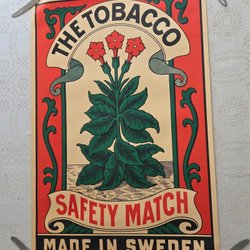 THE TOBACCO
SAFETY MATCH
MADE IN SWEDEN